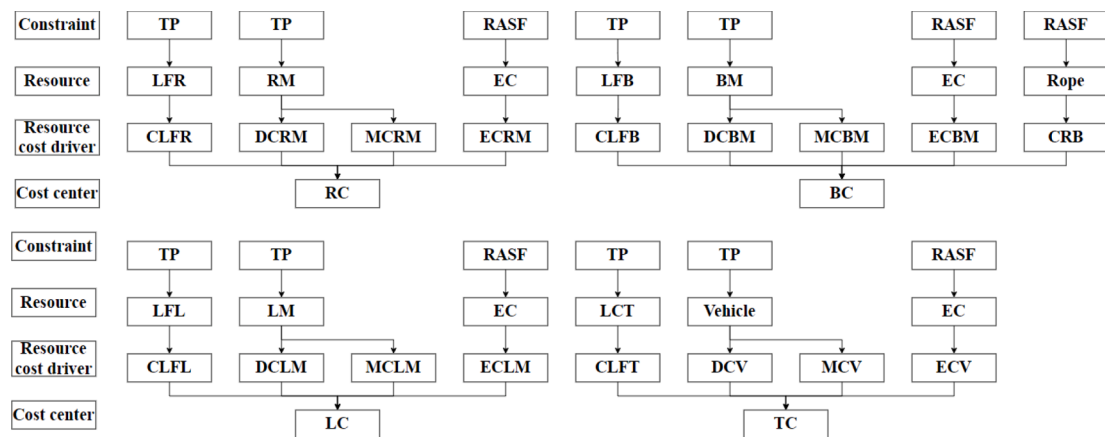 Constraint TP TP RASF TP TP RASF RASF
Resource LFR RM EC LFB BM EC Rope
Resource
cost driver CLFR DCRM MCRM ECRM CLFB DCBM MCBM ECBM CRB
Cost center RC BC
Constraint TP TP RASF TP TP RASF
Resource LFL LM EC LCT Vehicle EC
Resource
cost driver CLFL DCLM MCLM ECLM CLFT DCV MCV ECV
Cost center LC TC